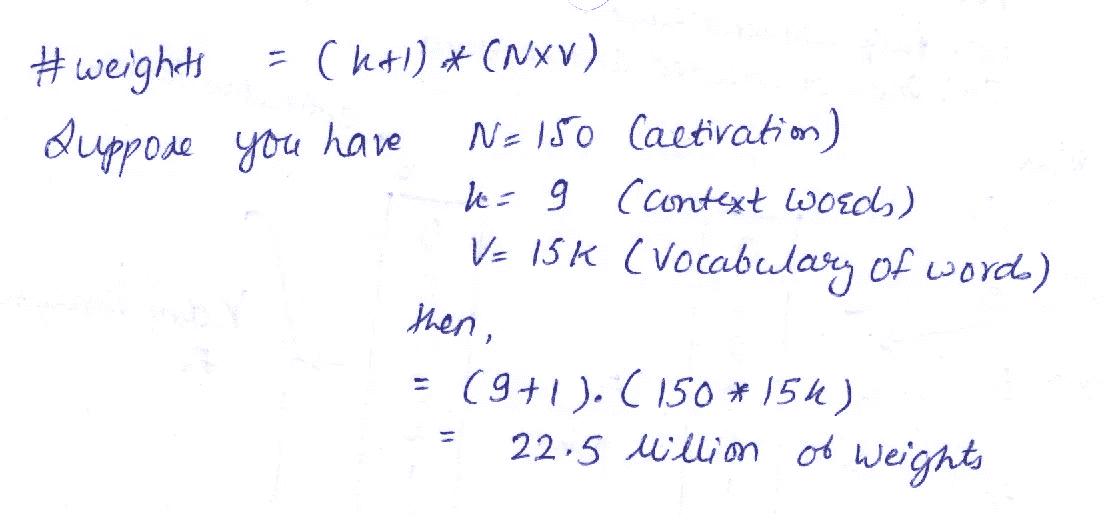 #weights = (k+1) * (N×V)
Suppose you have N= 150 (activation)
k= 9 (context words)
V= 15K (Vocabulary of words)
then,
= (9+1). (150 * 15k)
= 22.5 Million of weights